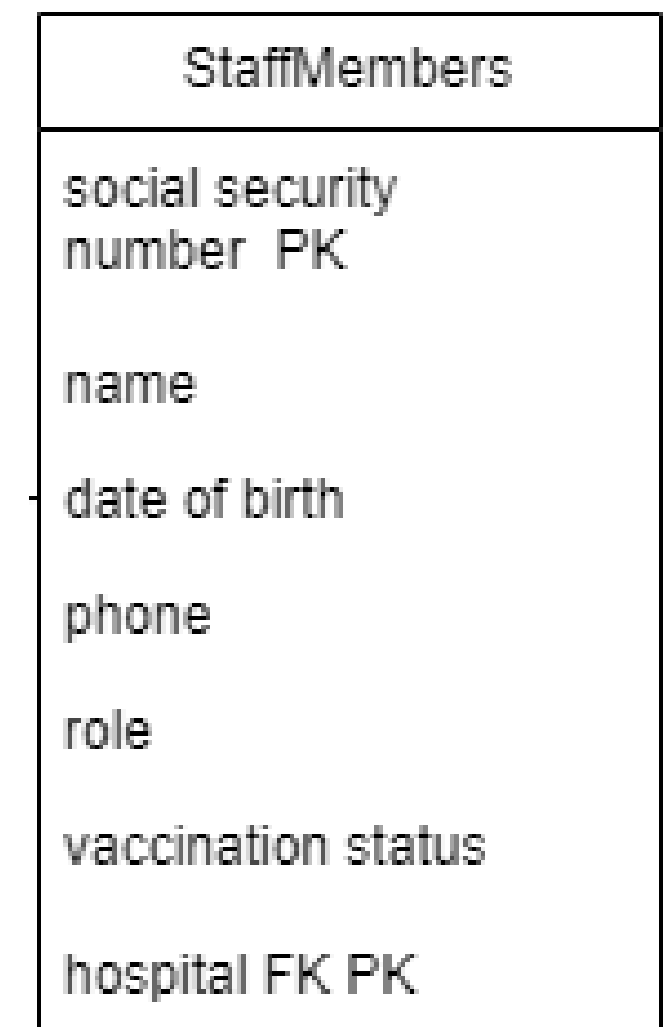 StaffMembers
social security
number PK
name
date of birth
phone
role
vaccination status
hospital FK PK